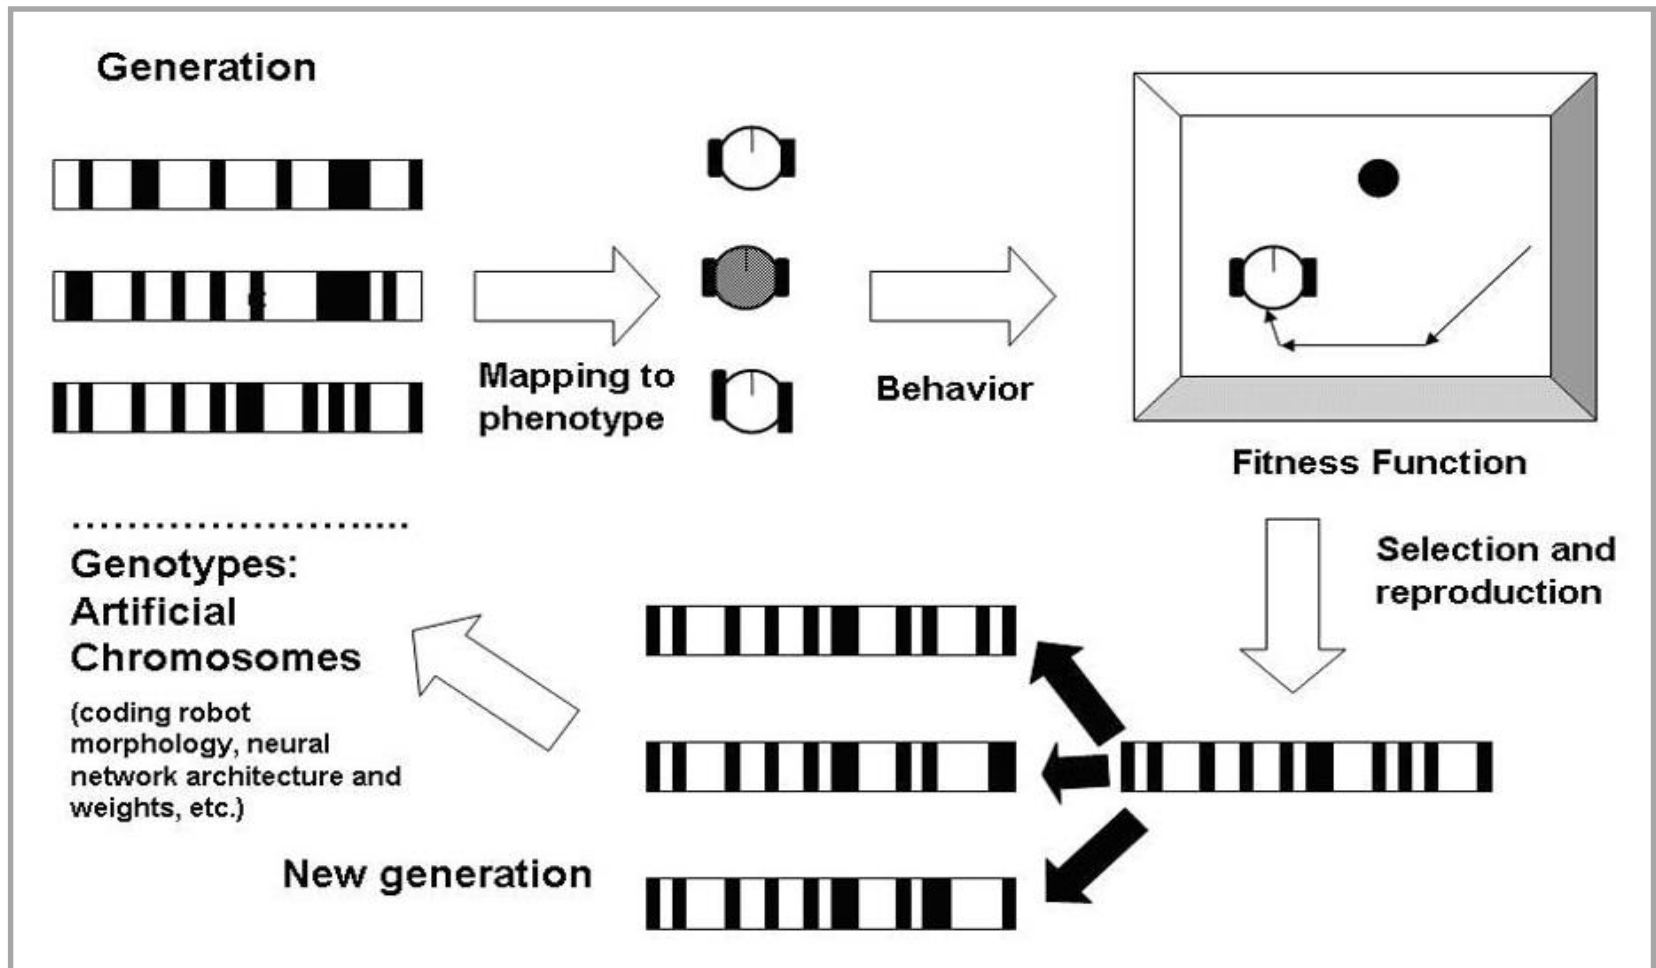 Generation
Mapping to
phenotype
Behavior
Fitness Function
Selection and
reproduction
Genotypes:
Artificial
Chromosomes
(coding robot
morphology, neural
network architecture and
weights, etc.)
New generation